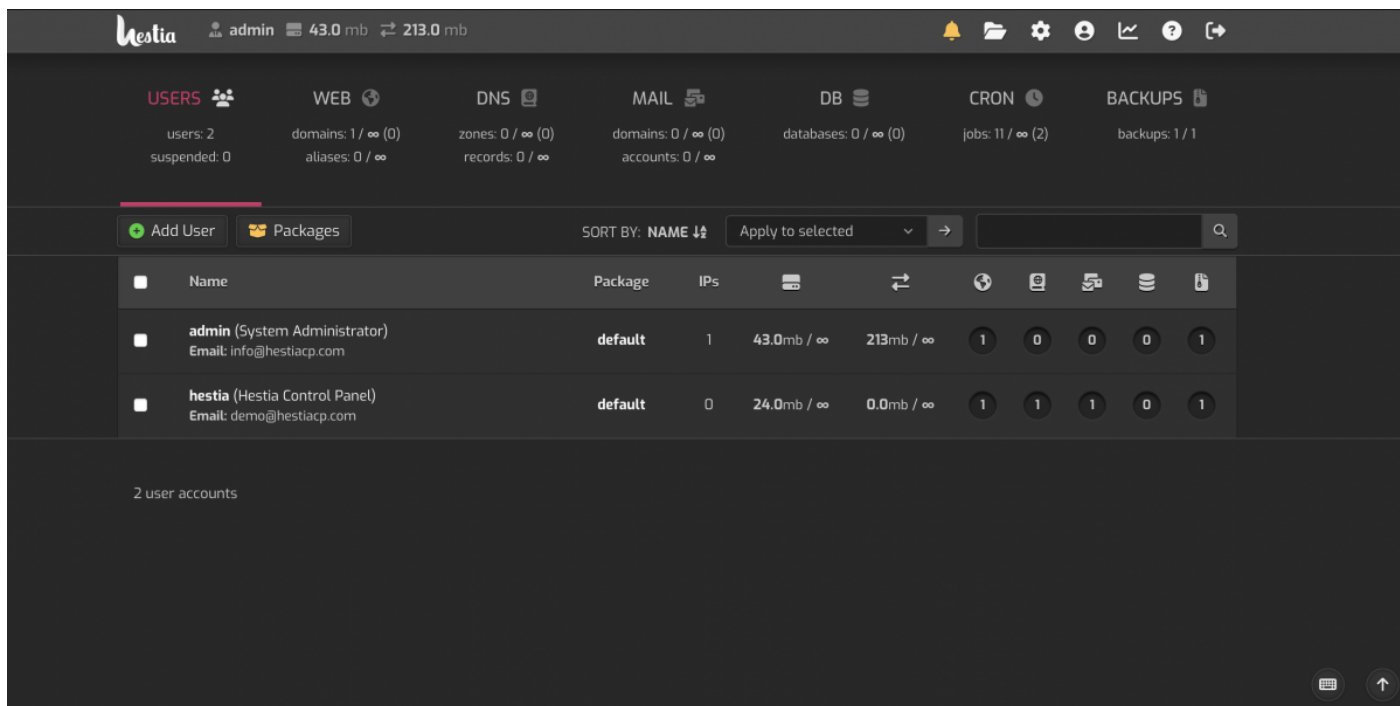 hestia admin 43.0 mb 213.0 mb
USERS WEB DNS MAIL DB CRON BACKUPS
users: 2 domains: 1 / ∞ (0) zones: 0 / ∞ (0) domains: 0 / ∞ (0) databases: 0 / ∞ (0) jobs: 11 / ∞ (2) backups: 1 / 1
suspended: 0 aliases: 0 / ∞ records: 0 / ∞ accounts: 0 / ∞
Add User Packages SORT BY: NAME Apply to selected
Name Package IPs
admin (System Administrator)
Email: info@hestiacp.com
default 1 43.0mb / ∞ 213mb / ∞ 1 0 0 0 1
hestia (Hestia Control Panel)
Email: demo@hestiacp.com
default 0 24.0mb / ∞ 0.0mb / ∞ 1 1 1 0 1
2 user accounts